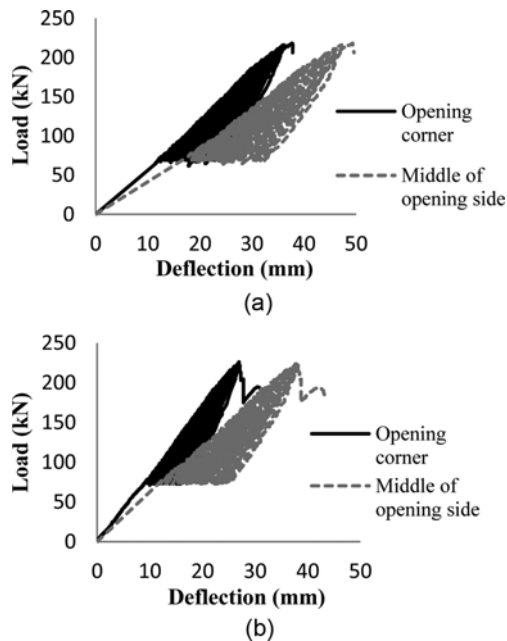 250
200
150
100
50
0
Load (kN)
0 10 20 30 40 50
Deflection (mm)
Opening
corner
Middle of
opening side
(a)
250
200
150
100
50
0
Load (kN)
0 10 20 30 40 50
Deflection (mm)
Opening
corner
Middle of
opening side
(b)